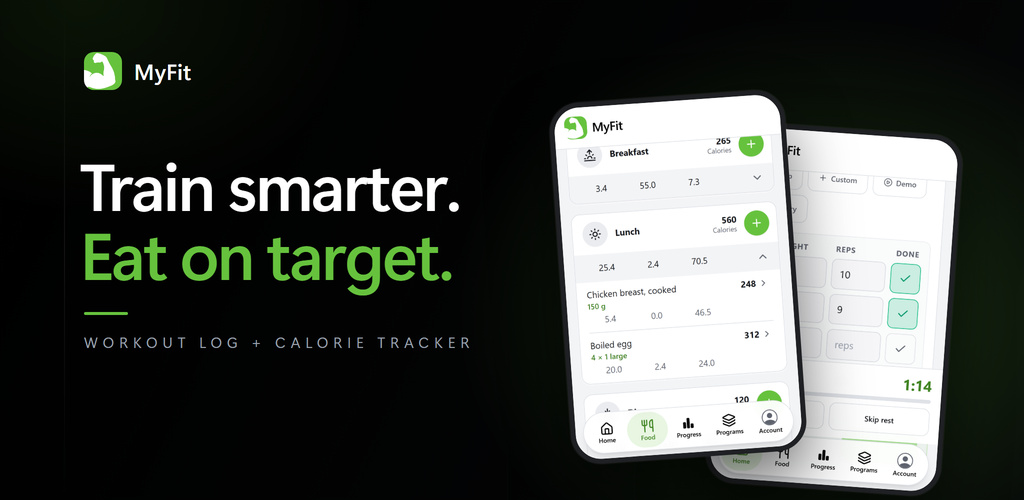 MyFit
Train smarter.
Eat on target.
WORKOUT LOG + CALORIE TRACKER
MyFit
Breakfast
265
Calories
3.4 55.0 7.3
Lunch
560
Calories
25.4 2.4 70.5
Chicken breast, cooked
248
150 g
5.4 0.0 46.5
Boiled egg
312
4 × 1 large
20.0 2.4 24.0
120
Home Food Progress Programs Account
Fit
+ Custom
Demo
REPS
DONE
10
9
reps
1:14
Skip rest
Home Food Progress Programs Account